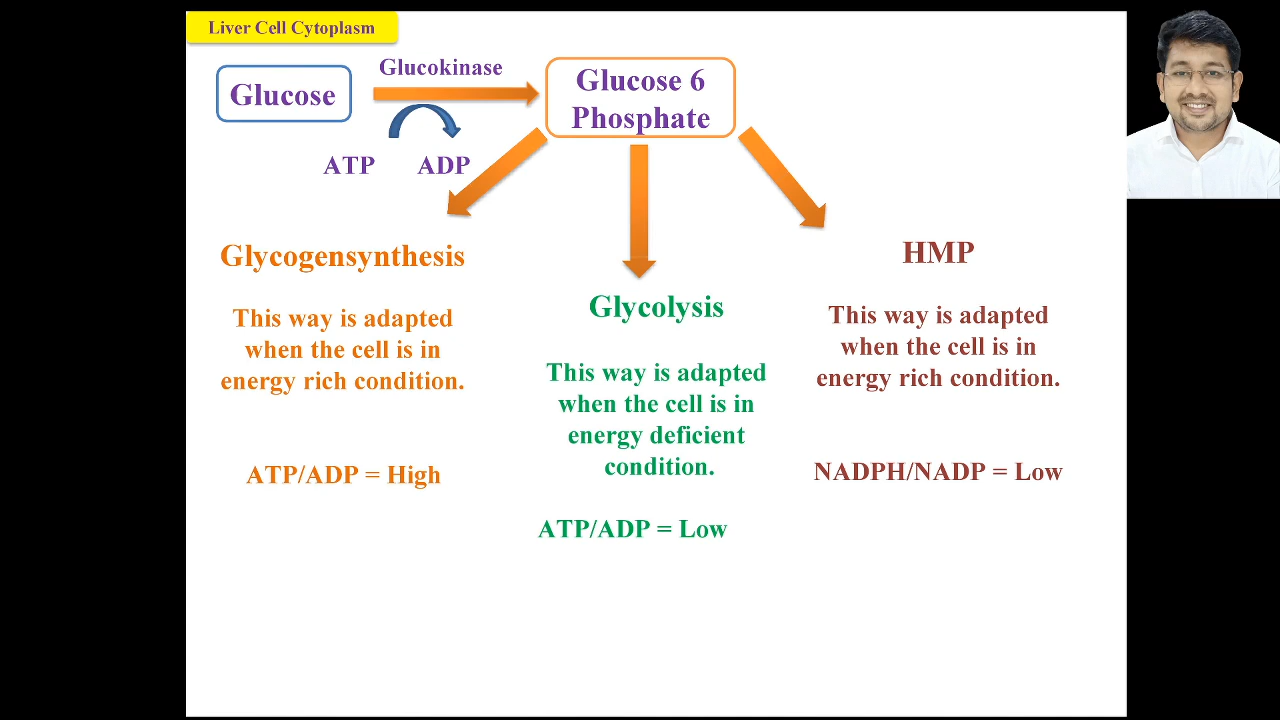 Liver Cell Cytoplasm
Glucose
Glucokinase
ATP
ADP
Glucose 6
Phosphate
Glycogensynthesis
This way is adapted
when the cell is in
energy rich condition.
ATP/ADP = High
Glycolysis
This way is adapted
when the cell is in
energy deficient
condition.
ATP/ADP = Low
HMP
This way is adapted
when the cell is in
energy rich condition.
NADPH/NADP = Low